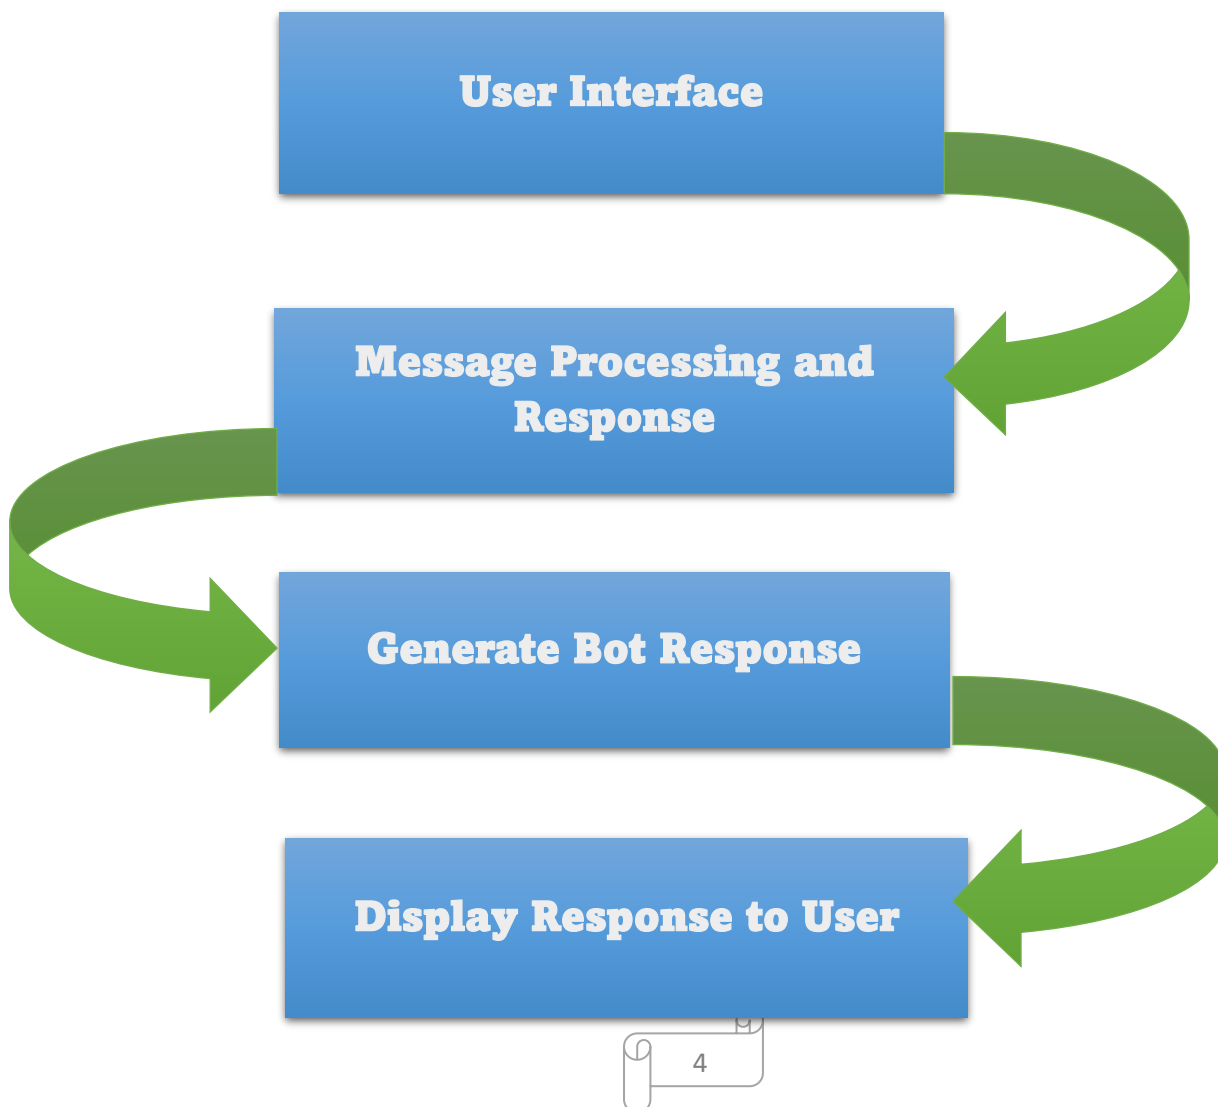 User Interface
Message Processing and
Response
Generate Bot Response
Display Response to User
4